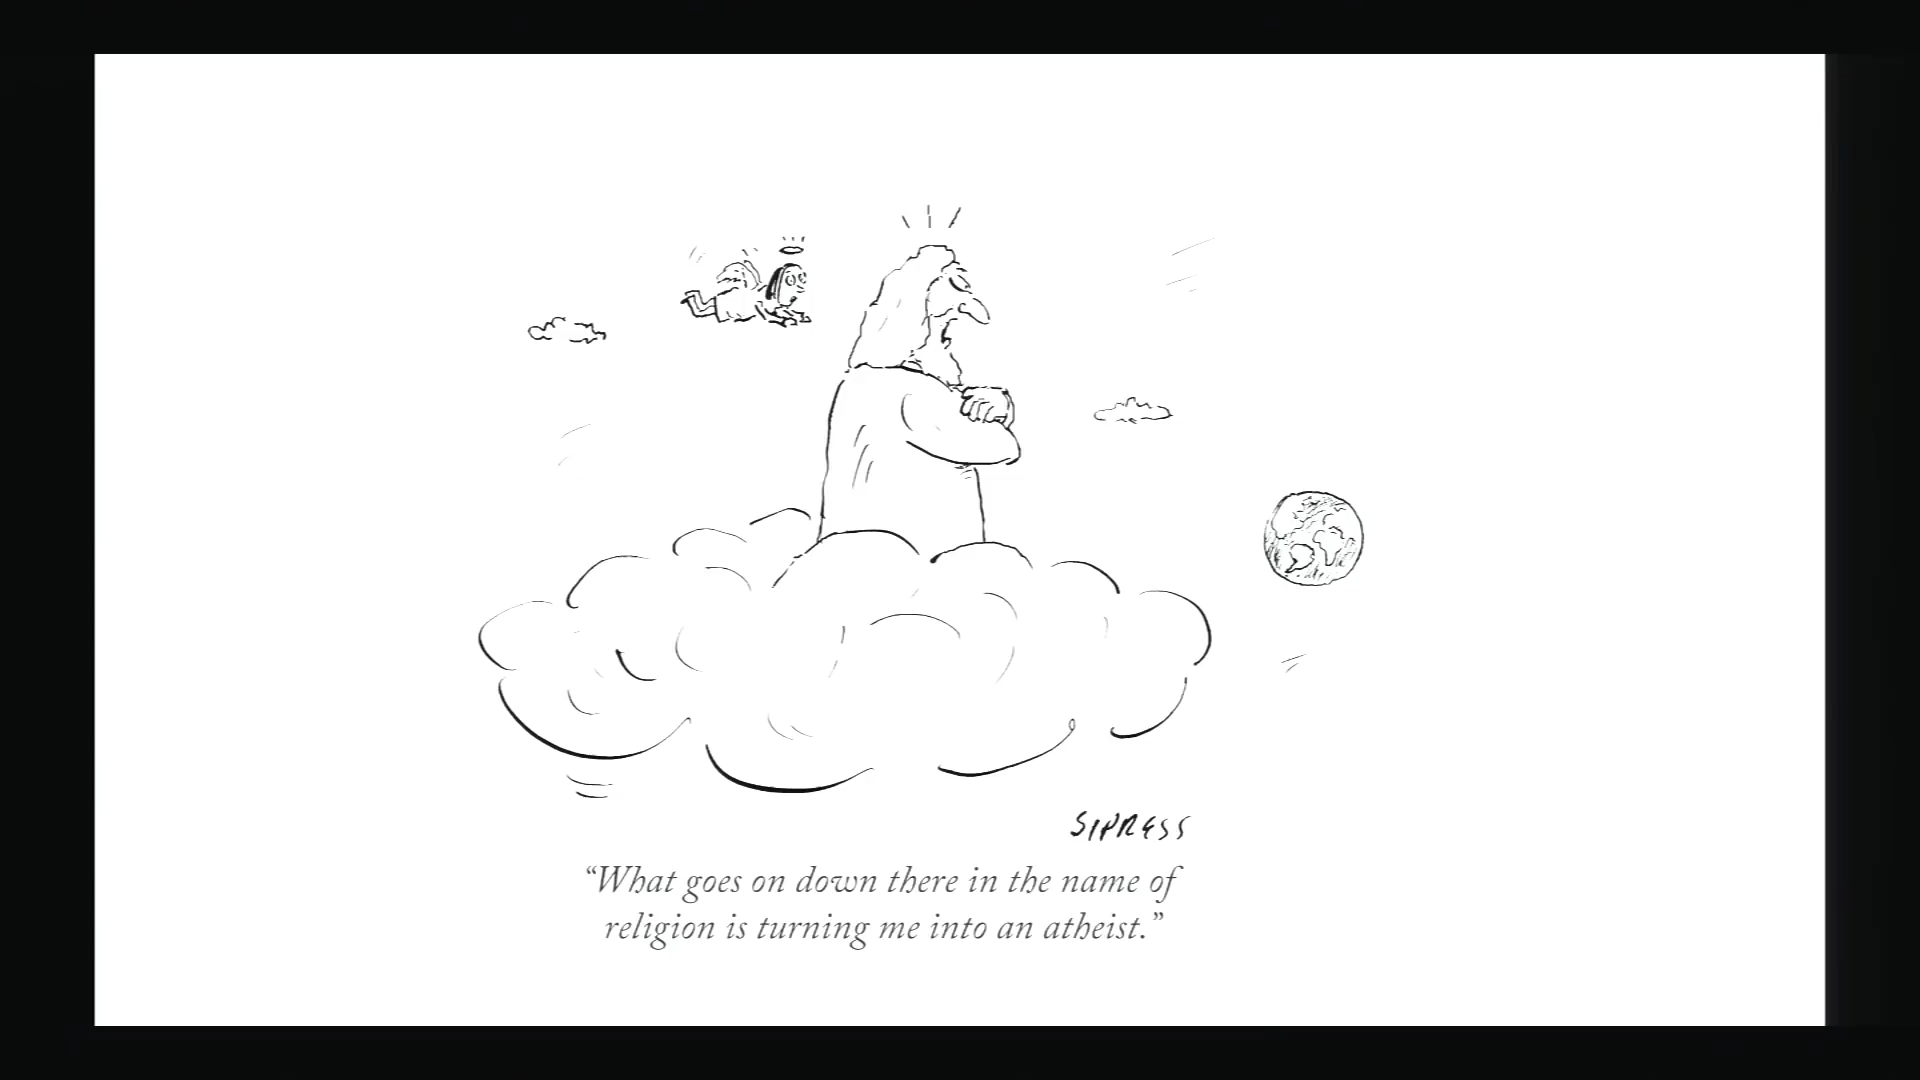 SIPRESS
“What goes on down there in the name of
religion is turning me into an atheist.”